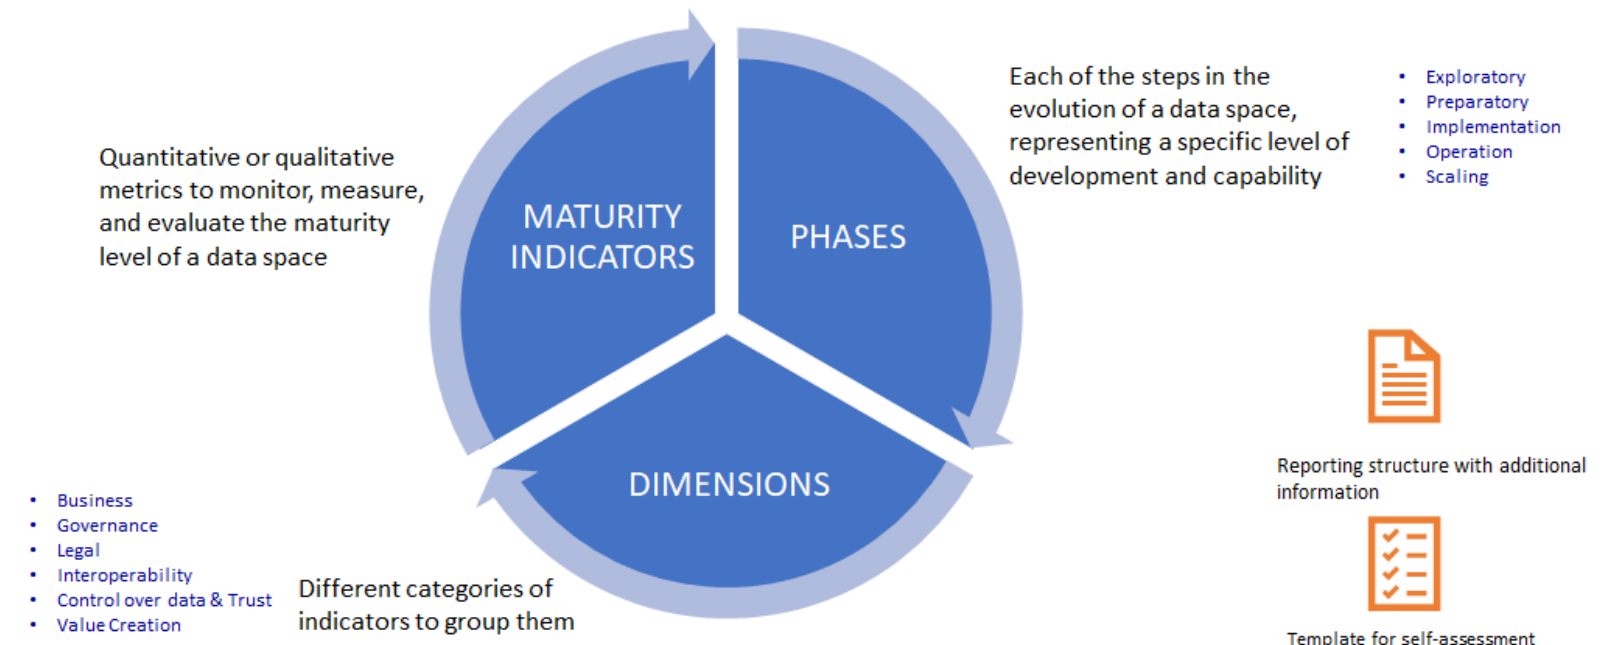 Each of the steps in the
evolution of a data space,
representing a specific level of
development and capability
• Exploratory
• Preparatory
• Implementation
• Operation
• Scaling
Quantitative or qualitative
metrics to monitor, measure,
and evaluate the maturity
level of a data space
MATURITY
INDICATORS
PHASES
DIMENSIONS
• Business
• Governance
• Legal
• Interoperability
• Control over data & Trust
• Value Creation
Different categories of
indicators to group them
Reporting structure with additional
information
Template for self-assessment